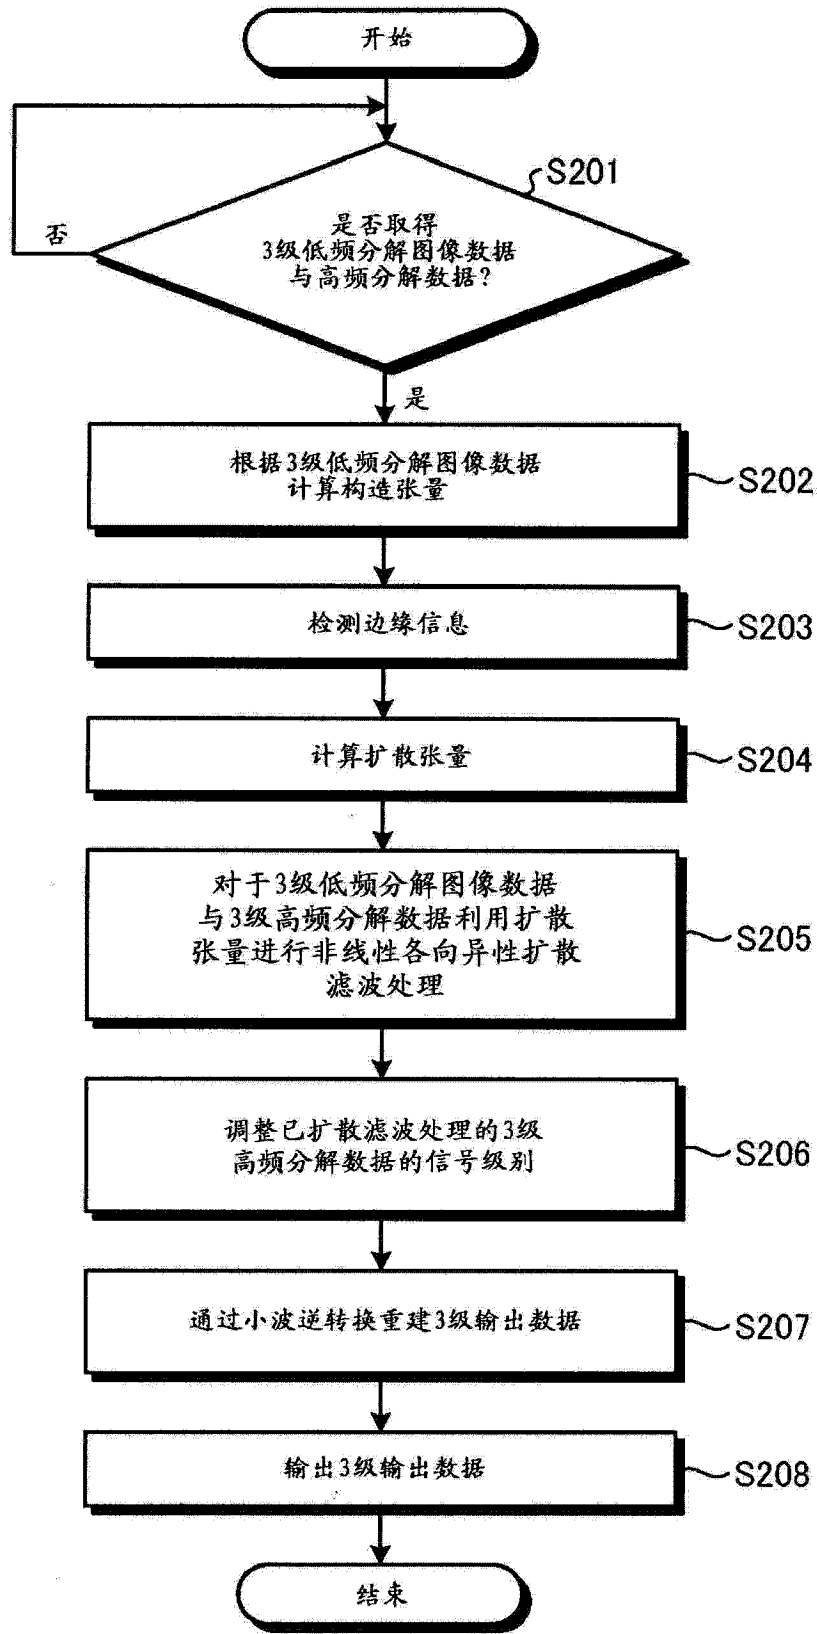 开始
S201
是否取得
3级低频分解图像数据
与高频分解数据?
否
是
根据3级低频分解图像数据
计算构造张量
S202
检测边缘信息
S203
计算扩散张量
S204
对于3级低频分解图像数据
与3级高频分解数据利用扩散
张量进行非线性各向异性扩散
滤波处理
S205
调整已扩散滤波处理的3级
高频分解数据的信号级别
S206
通过小波逆转换重建3级输出数据
S207
输出3级输出数据
S208
结束